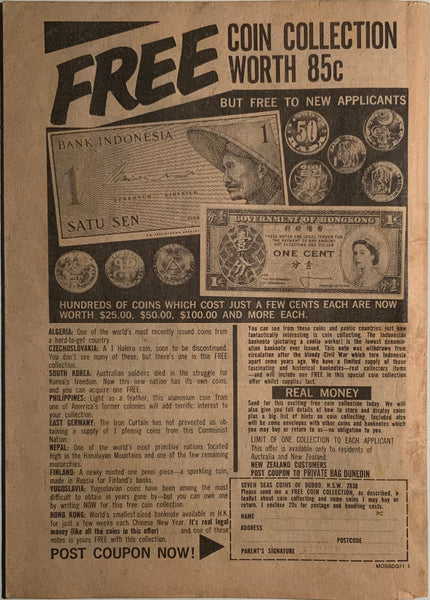 FREE COIN COLLECTION
WORTH 85c
BUT FREE TO NEW APPLICANTS
BANK INDONESIA
1
1
SATU SEN
50
GOVERNMENT OF HONGKONG
ONE CENT
壹分
HUNDREDS OF COINS WHICH COST JUST A FEW CENTS EACH ARE NOW
WORTH $25.00, $50.00, $100.00 AND MORE EACH.
ALGERIA: One of the world's most recently issued coins from
a hard-to-get country.
CZECHOSLOVAKIA: A 1 Halero coin, soon to be discontinued.
You don't see many of these, but there's one in this FREE
collection.
SOUTH KOREA: Australian soldiers died in the struggle for
Korea's freedom. Now this new nation has its own coins,
and you can acquire one FREE.
PHILIPPINES: Light as a feather, this aluminium coin from
one of America's former colonies will add terrific interest to
your collection.
EAST GERMANY: The Iron Curtain has not prevented us ob-
taining a supply of 1 phenig coins from this Communist
Nation.
NEPAL: One of the world's most primitive nations located
high in the Himalayan Mountains and one of the few remaining
monarchies.
FINLAND: A newly minted one penni piece—a sparkling coin,
made in Russia for Finland's banks.
YUGOSLAVIA: Yugoslavian coins have been among the most
difficult to obtain in years gone by—but you can own one
by writing NOW for this free coin collection.
HONG KONG: World's smallest-sized banknote available in H.K.
for just a few weeks each Chinese New Year. It's real legal
money (like all the coins in this offer) and one of these
notes is yours FREE with this collection.
POST COUPON NOW!
You can see from these coins and exotic countries just how
fantastically interesting is coin collecting. The Indonesian
banknote (picturing a candle worker) is the lowest denomin-
ation banknote ever issued. This note was withdrawn from
circulation after the bloody Civil War which tore Indonesia
apart some years ago. We have a limited supply of these
fascinating and historical banknotes—real collectors items
—and will include one FREE in this special coin collection
offer whilst supplies last.
REAL MONEY
Send for this exciting free coin collection today. We will
also give you full details of how to store and display coins
plus a big list of hints on coin collecting. Included also
will be some envelopes with other coins and banknotes which
you may buy or return to us—no obligation to you.
LIMIT OF ONE COLLECTION TO EACH APPLICANT
This offer is available only to residents of
Australia and New Zealand
NEW ZEALAND CUSTOMERS
POST COUPON TO PRIVATE BAG DUNEDIN
SEVEN SEAS COINS OF DUBBO, N.S.W. 2830
Please send me a FREE COIN COLLECTION, as described, a
leaflet about coin collecting and some coins I may buy or
return. I enclose 20c for postage and handling costs.
PC
NAME
ADDRESS
POSTCODE
PARENT'S SIGNATURE
MOSSCO/1